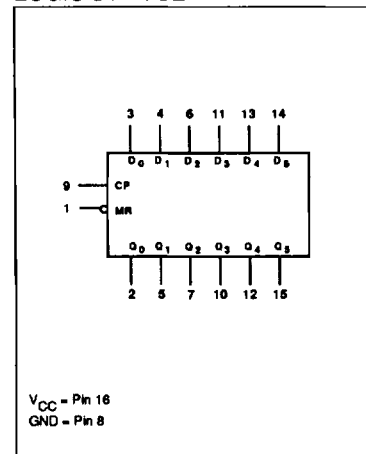 3 4 6 11 13 14
D0 D1 D2 D3 D4 D5
9 CP
1 MR
Q0 Q1 Q2 Q3 Q4 Q5
2 5 7 10 12 15
VCC = Pin 16
GND = Pin 8